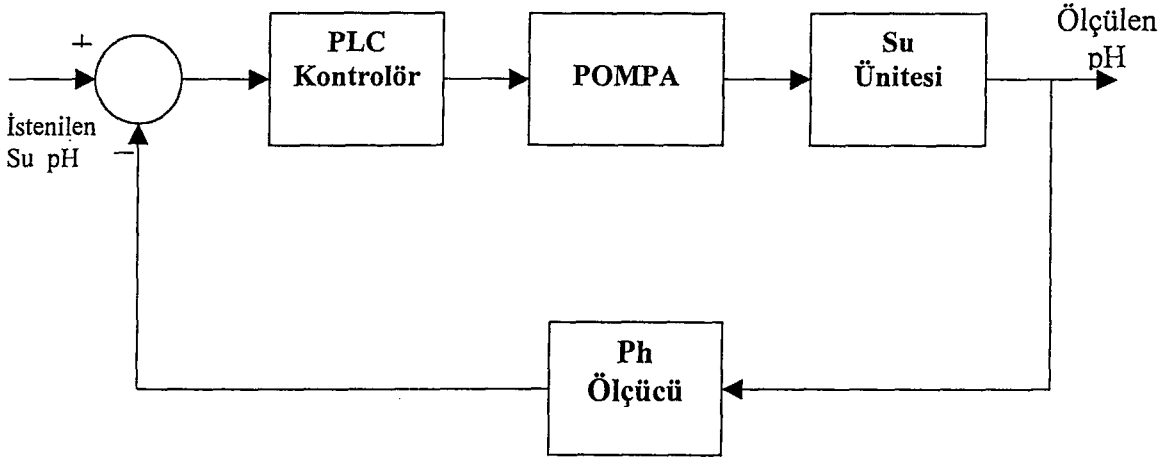 +
İstenilen
Su pH
−
PLC
Kontrolör
POMPA
Su
Ünitesi
Ölçülen
pH
Ph
Ölçücü